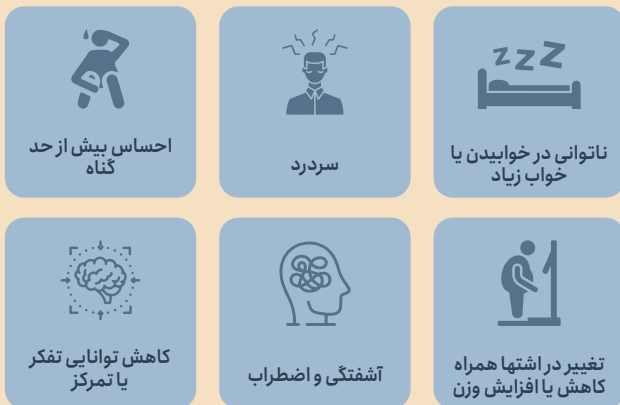 ناتوانی در خوابیدن یا
خواب زیاد
سردرد
احساس بیش از حد
گناه
تغییر در اشتها همراه
کاهش یا افزایش وزن
آشفتگی و اضطراب
کاهش توانایی تفکر
یا تمرکز